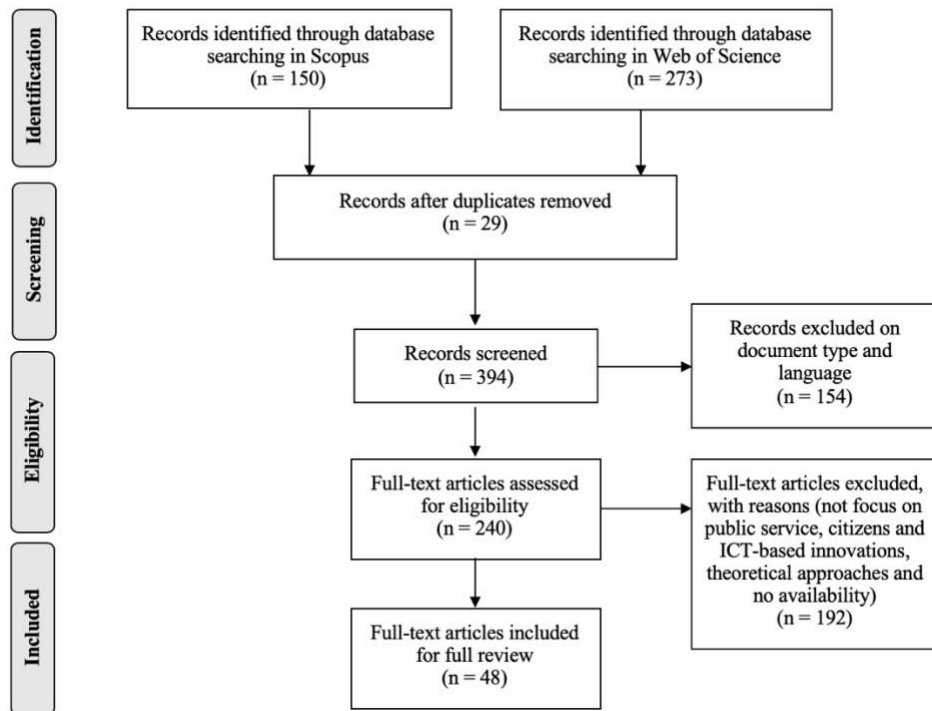 Identification
Records identified through database
searching in Scopus
(n = 150)
Records identified through database
searching in Web of Science
(n = 273)
Screening
Records after duplicates removed
(n = 29)
Records screened
(n = 394)
Records excluded on
document type and
language
(n = 154)
Eligibility
Full-text articles assessed
for eligibility
(n = 240)
Full-text articles excluded,
with reasons (not focus on
public service, citizens and
ICT-based innovations,
theoretical approaches and
no availability)
(n = 192)
Included
Full-text articles included
for full review
(n = 48)